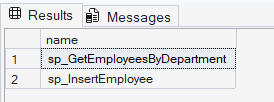 Results Messages
name
1 sp_GetEmployeesByDepartment
2 sp_InsertEmployee